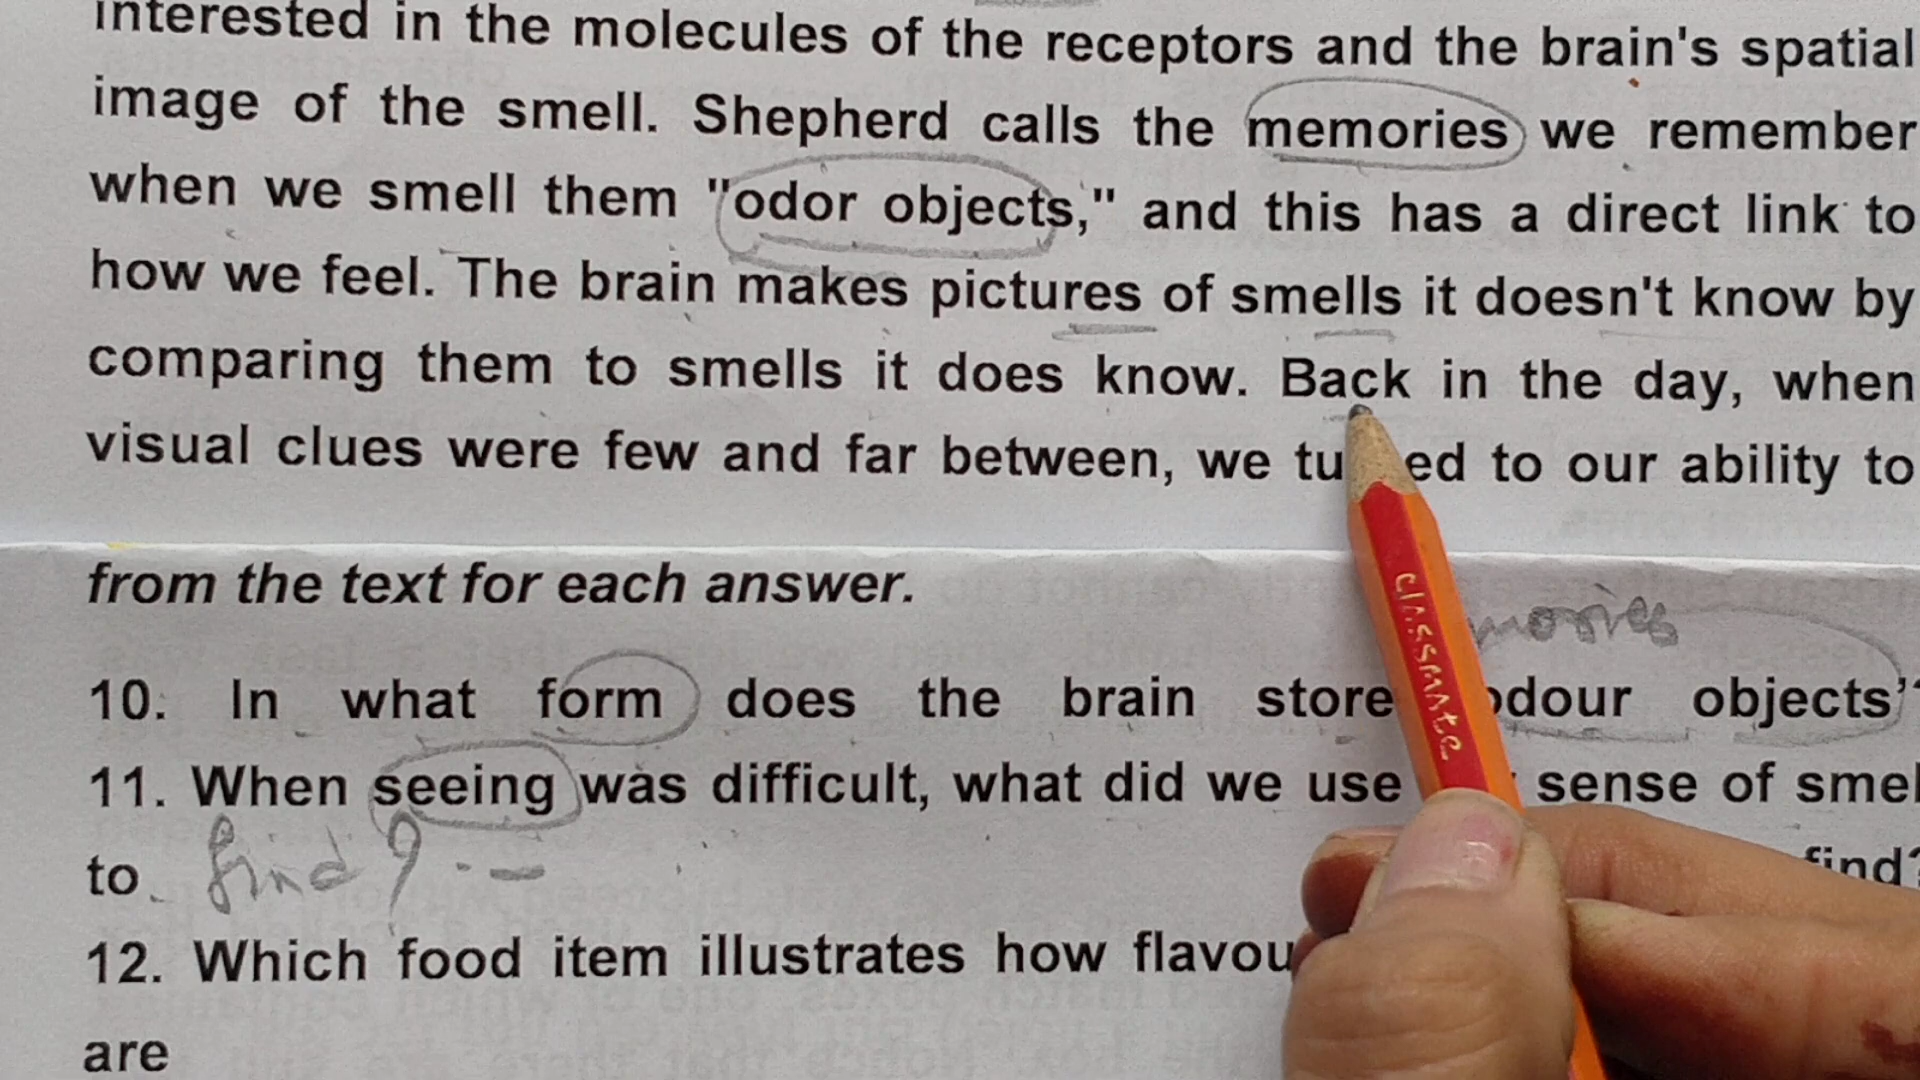 interested in the molecules of the receptors and the brain's spatial
image of the smell. Shepherd calls the memories we remember
when we smell them "odor objects," and this has a direct link to
how we feel. The brain makes pictures of smells it doesn't know by
comparing them to smells it does know. Back in the day, when
visual clues were few and far between, we tu ed to our ability to
from the text for each answer.
mories
10. In what form does the brain store odour objects'
11. When seeing was difficult, what did we use sense of smel
to find? find?
12. Which food item illustrates how flavou
are
classmate